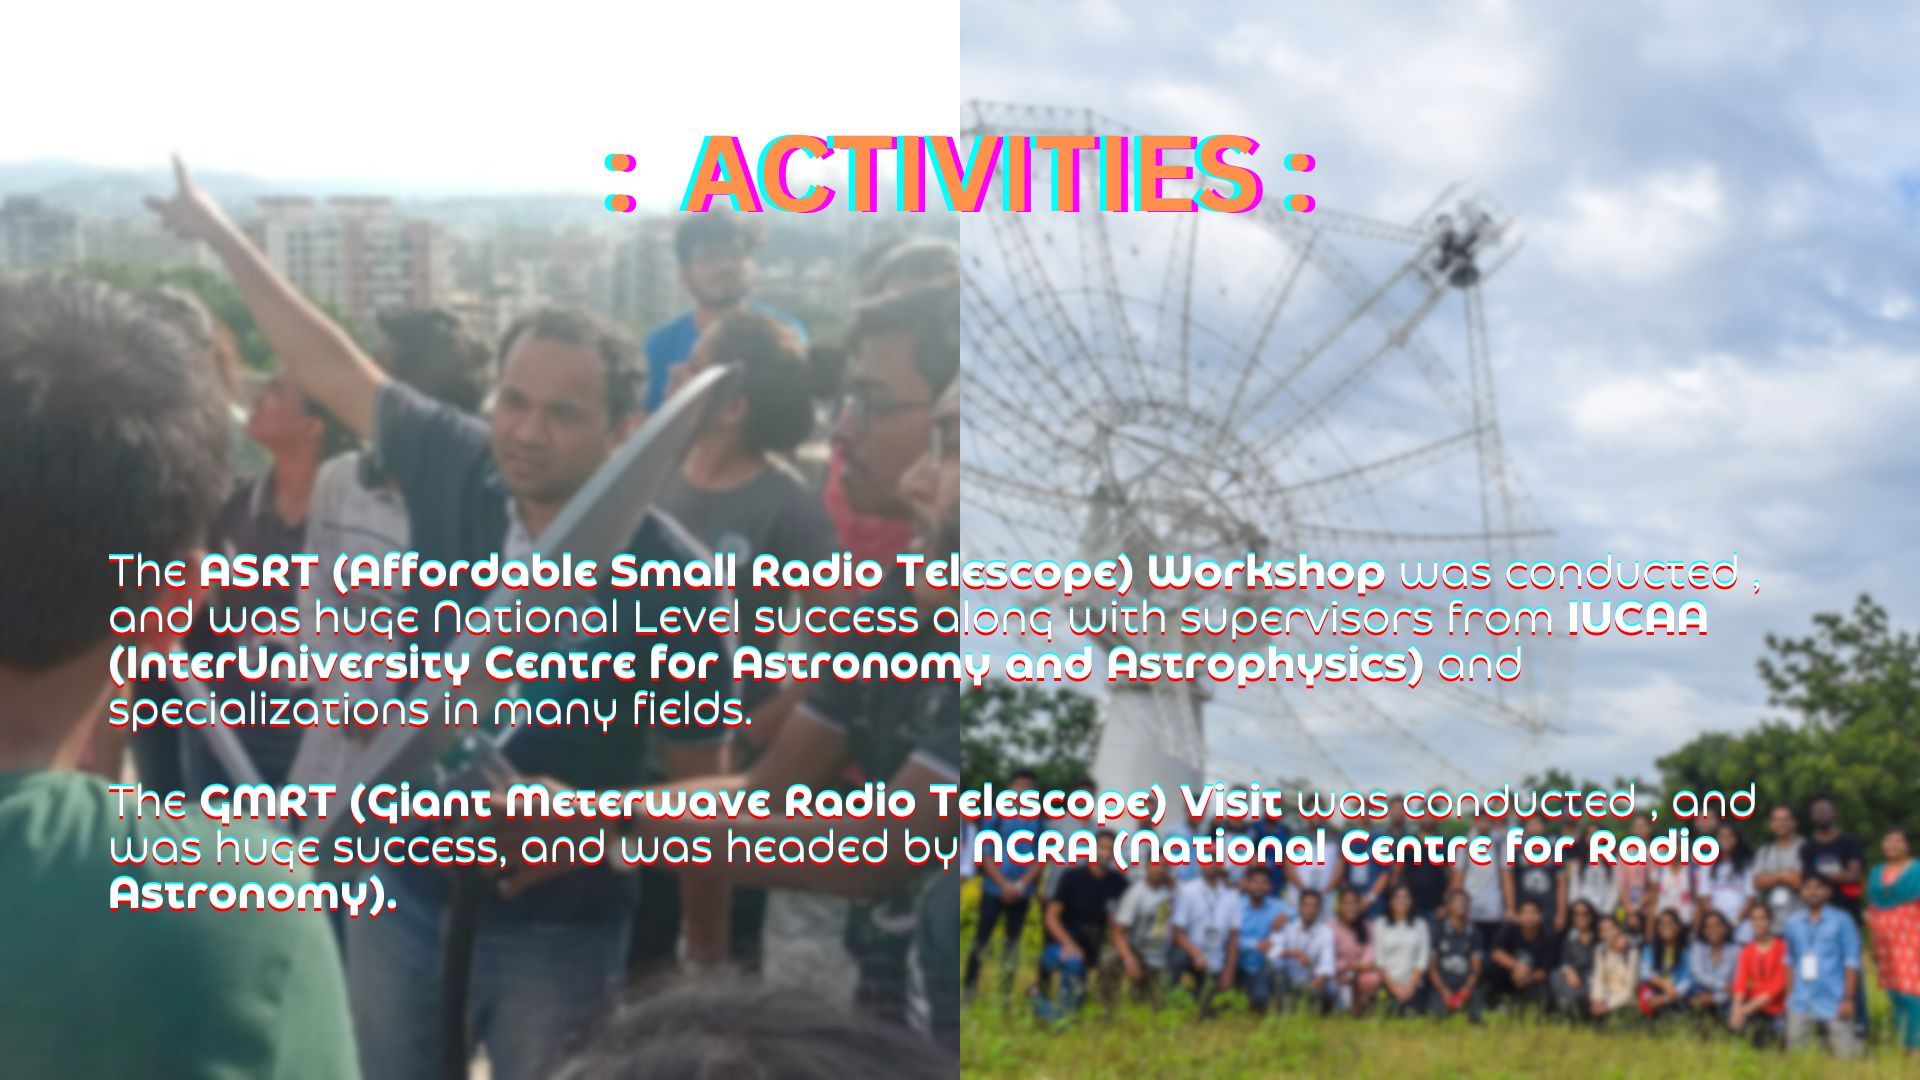 : ACTIVITIES :
The ASRT (Affordable Small Radio Telescope) Workshop was conducted ,
and was huge National Level success along with supervisors from IUCAA
(InterUniversity Centre for Astronomy and Astrophysics) and
specializations in many fields.
The GMRT (Giant Meterwave Radio Telescope) Visit was conducted , and
was huge success, and was headed by NCRA (National Centre for Radio
Astronomy).